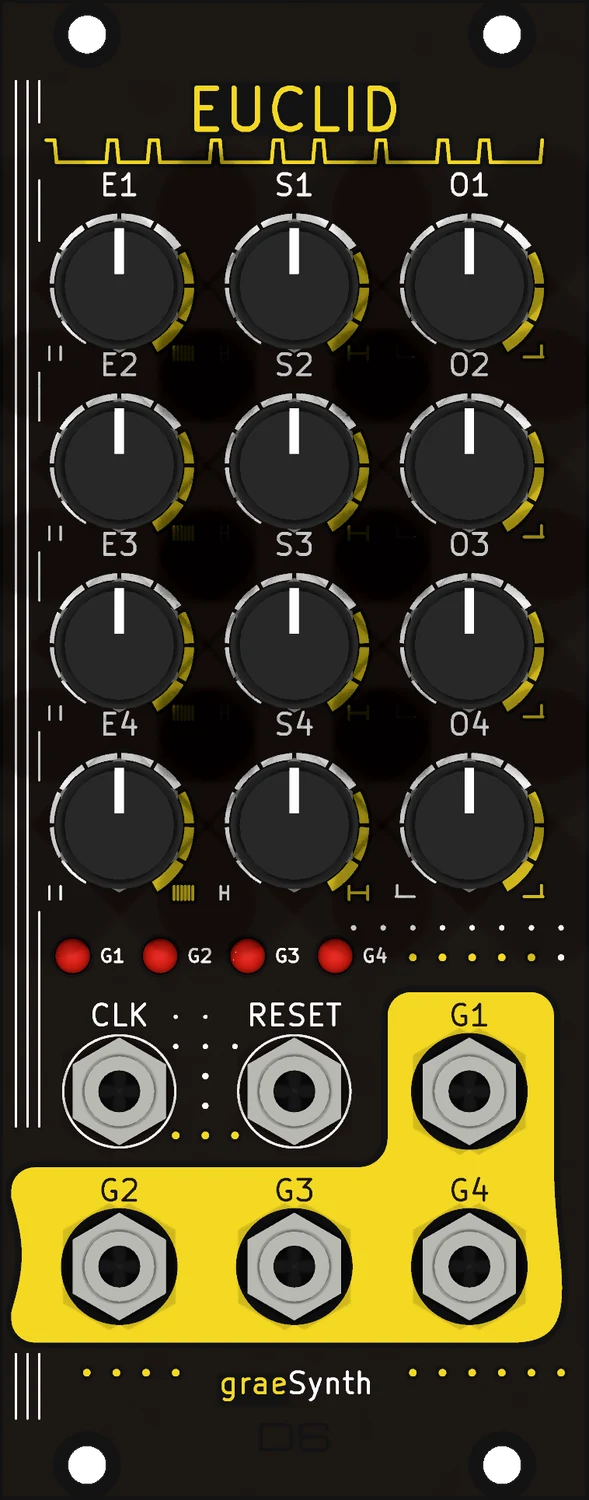 EUCLID
E1 S1 O1
E2 S2 O2
E3 S3 O3
E4 S4 O4
G1 G2 G3 G4
CLK RESET G1
G2 G3 G4
graeSynth
D6